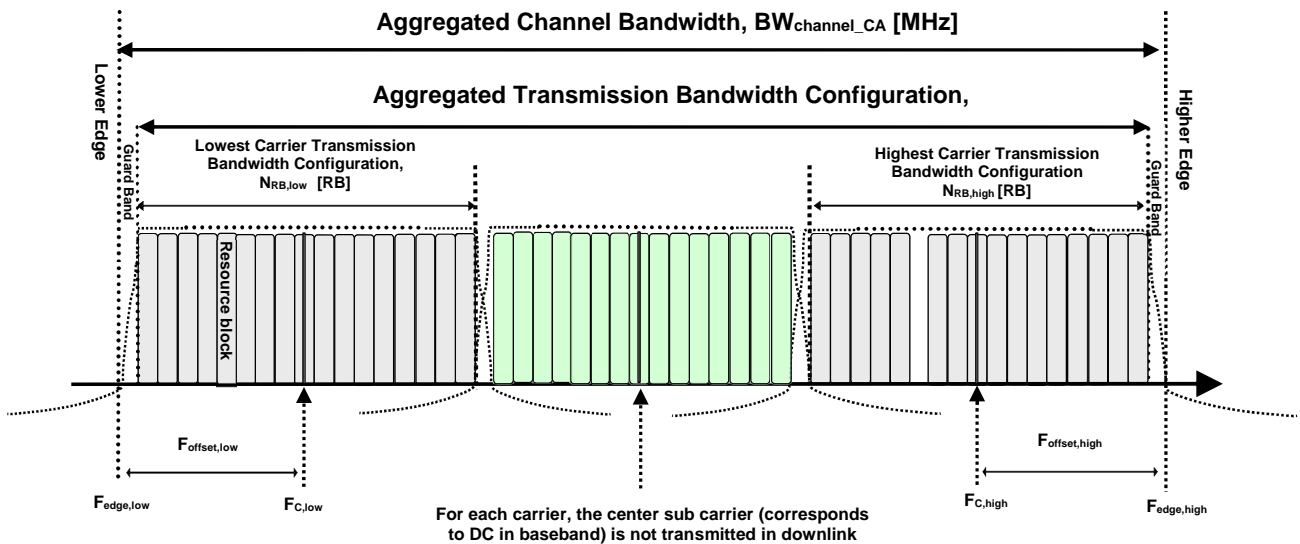 Aggregated Channel Bandwidth, BWchannel_CA [MHz]
Lower Edge
Higher Edge
Aggregated Transmission Bandwidth Configuration,
Guard Band
Lowest Carrier Transmission
Bandwidth Configuration,
NRB,low [RB]
Highest Carrier Transmission
Bandwidth Configuration
NRB,high [RB]
Guard Band
Resource block
Foffset,low
Foffset,high
Fedge,low
FC,low
FC,high
Fedge,high
For each carrier, the center sub carrier (corresponds
to DC in baseband) is not transmitted in downlink